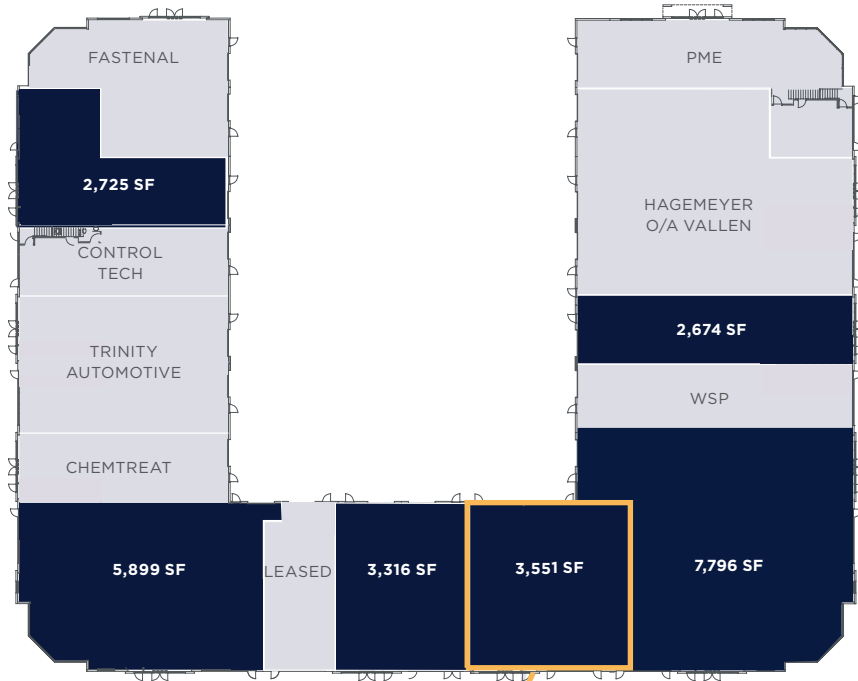 FASTENAL
2,725 SF
CONTROL
TECH
TRINITY
AUTOMOTIVE
CHEMTREAT
5,899 SF
LEASED
3,316 SF
3,551 SF
7,796 SF
PME
HAGEMEYER
O/A VALLEN
2,674 SF
WSP